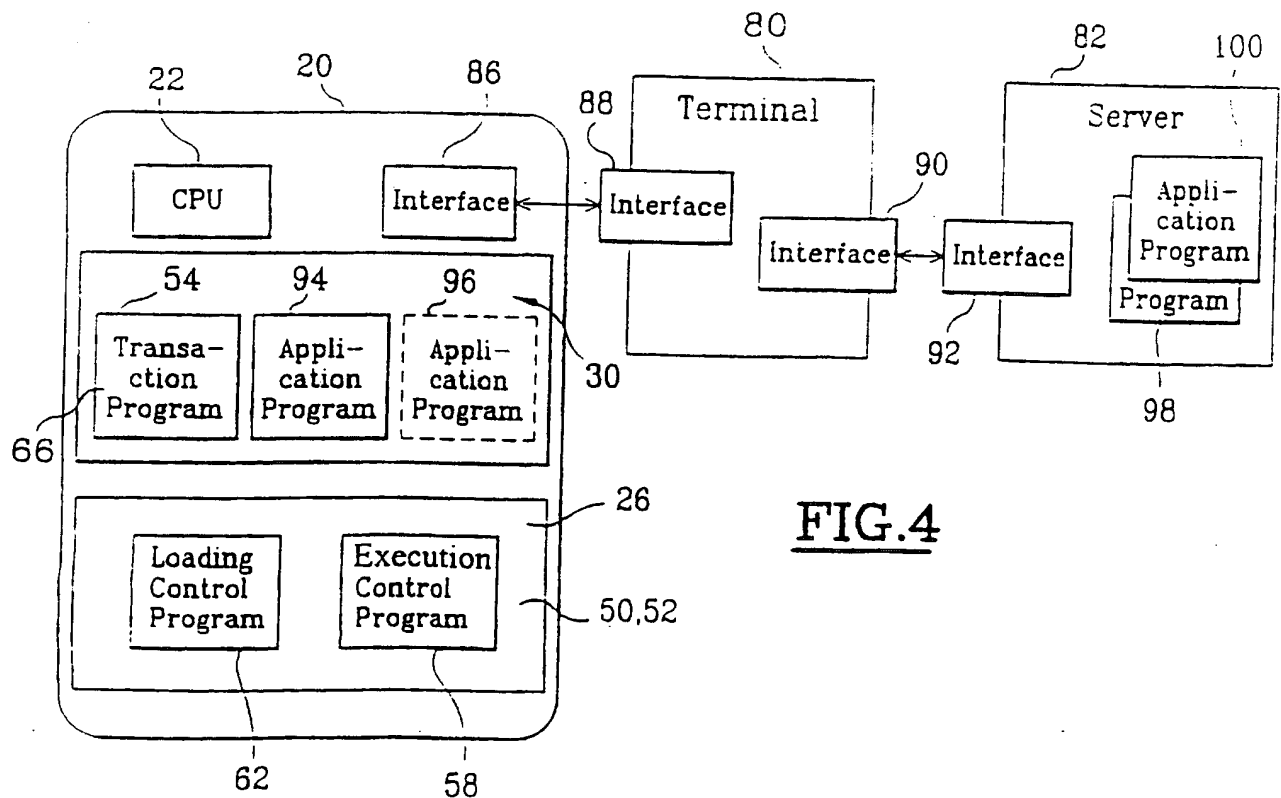 22
20
86
80
82
100
88
Terminal
Server
CPU
Interface
Interface
90
Appli-
cation
Program
Interface
Interface
Program
54
94
96
92
98
Transa-
ction
Program
Appli-
cation
Program
Appli-
cation
Program
30
66
26
FIG.4
Loading
Control
Program
Execution
Control
Program
50,52
62
58